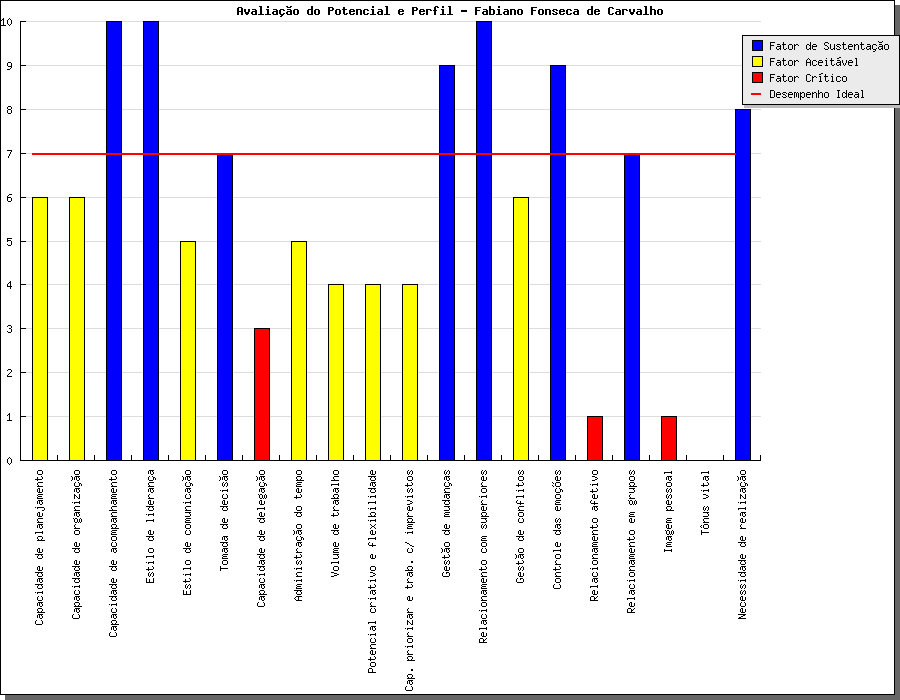 Avaliação do Potencial e Perfil - Fabiano Fonseca de Carvalho
Fator de Sustentação
Fator Aceitável
Fator Crítico
Desempenho Ideal
10
9
8
7
6
5
4
3
2
1
0
Capacidade de planejamento
Capacidade de organização
Capacidade de acompanhamento
Estilo de liderança
Estilo de comunicação
Tomada de decisão
Capacidade de delegação
Administração do tempo
Volume de trabalho
Potencial criativo e flexibilidade
Cap. priorizar e trab. c/ imprevistos
Gestão de mudanças
Relacionamento com superiores
Gestão de conflitos
Controle das emoções
Relacionamento afetivo
Relacionamento em grupos
Imagem pessoal
Tônus vital
Necessidade de realização